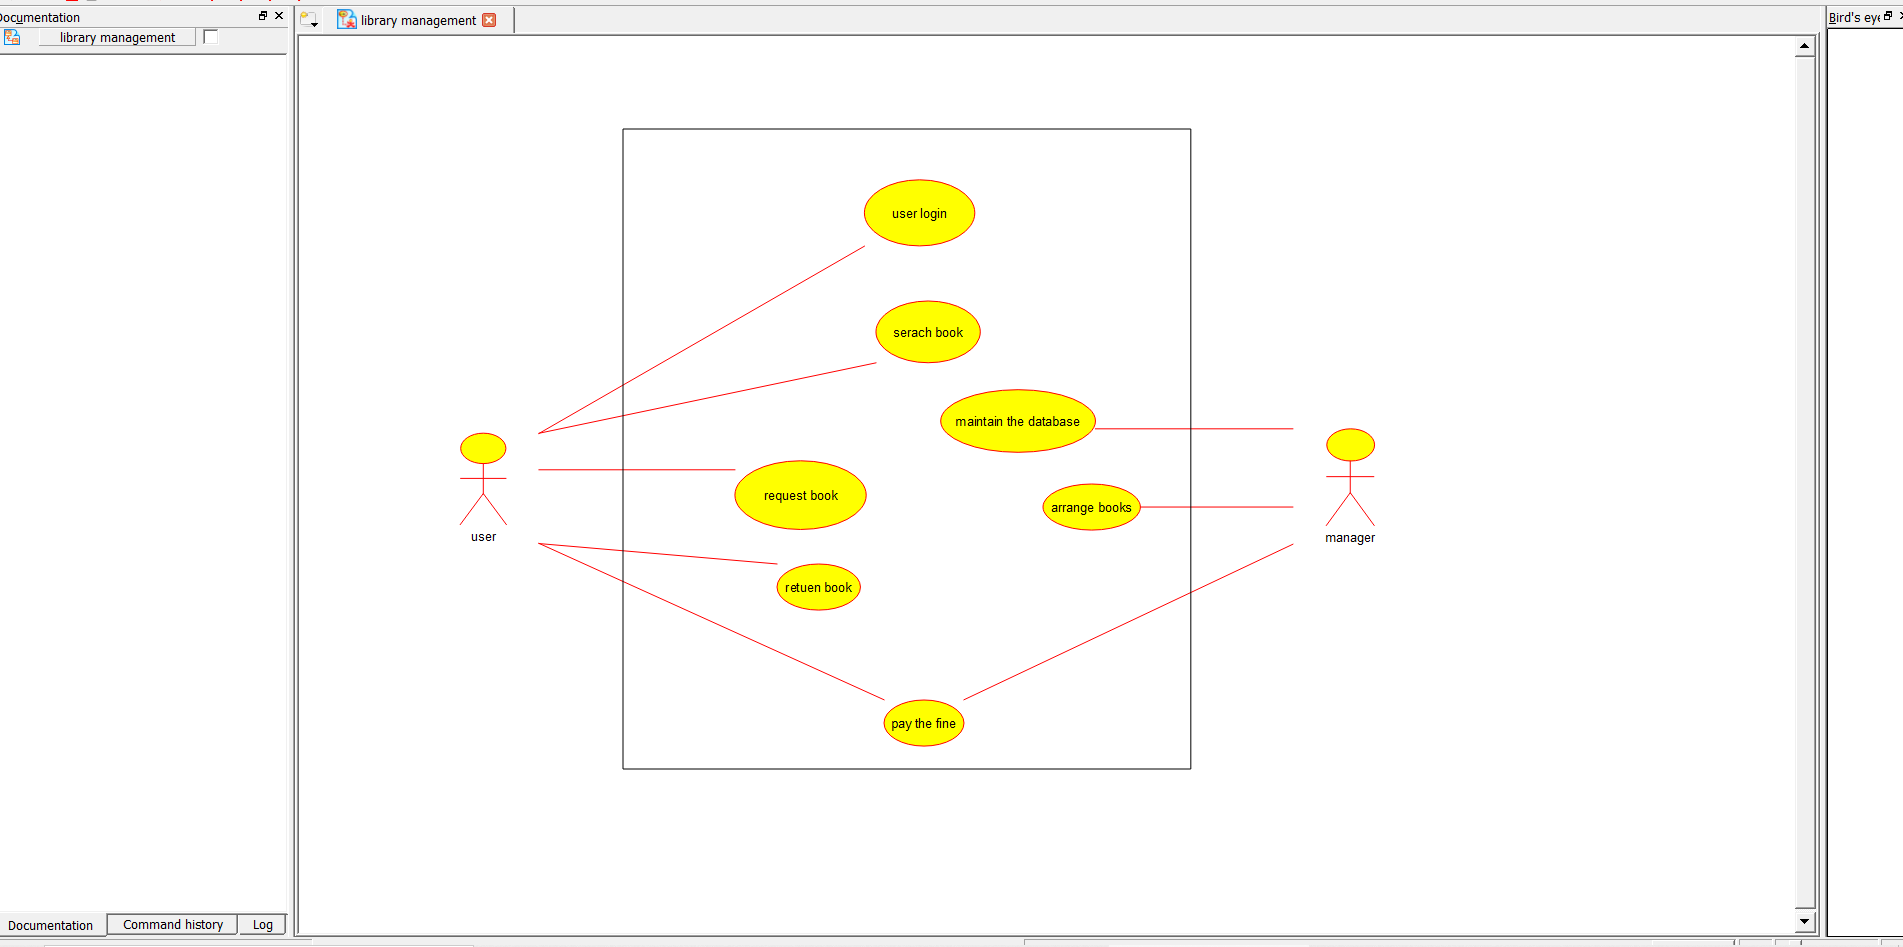 Documentation
library management
library management
Bird's eye
user login
serach book
maintain the database
request book
arrange books
user
manager
retuen book
pay the fine
Documentation
Command history
Log